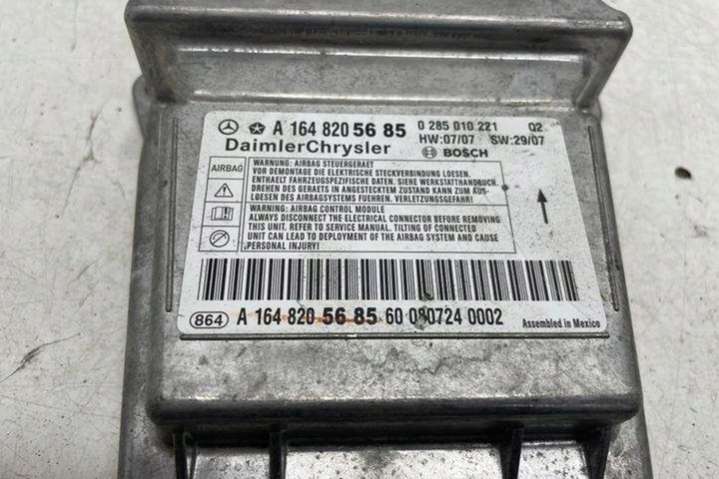 A 164 820 56 85 0 285 010 221 Q2
DaimlerChrysler HW:07/07 SW:29/07
BOSCH
AIRBAG
WARNUNG: AIRBAG STEUERGERAET
VOR DEMONTAGE DIE ELEKTRISCHE STECKVERBINDUNG LOESEN.
ENTHAELT FAHRZEUGSPEZIFISCHE DATEN. SIEHE WERKSTATTHANDBUCH.
DREHEN DES GERAETS IN ANGESTECKTEM ZUSTAND KANN ZUM AUS-
LOESEN DES AIRBAGSYSTEMS FUEHREN. VERLETZUNGSGEFAHR!
WARNING: AIRBAG CONTROL MODULE
ALWAYS DISCONNECT THE ELECTRICAL CONNECTOR BEFORE REMOVING
THIS UNIT. REFER TO SERVICE MANUAL. TILTING OF CONNECTED
UNIT CAN LEAD TO DEPLOYMENT OF THE AIRBAG SYSTEM AND CAUSE
PERSONAL INJURY!
864 A 164 820 56 85 60 080724 0002 Assembled in Mexico